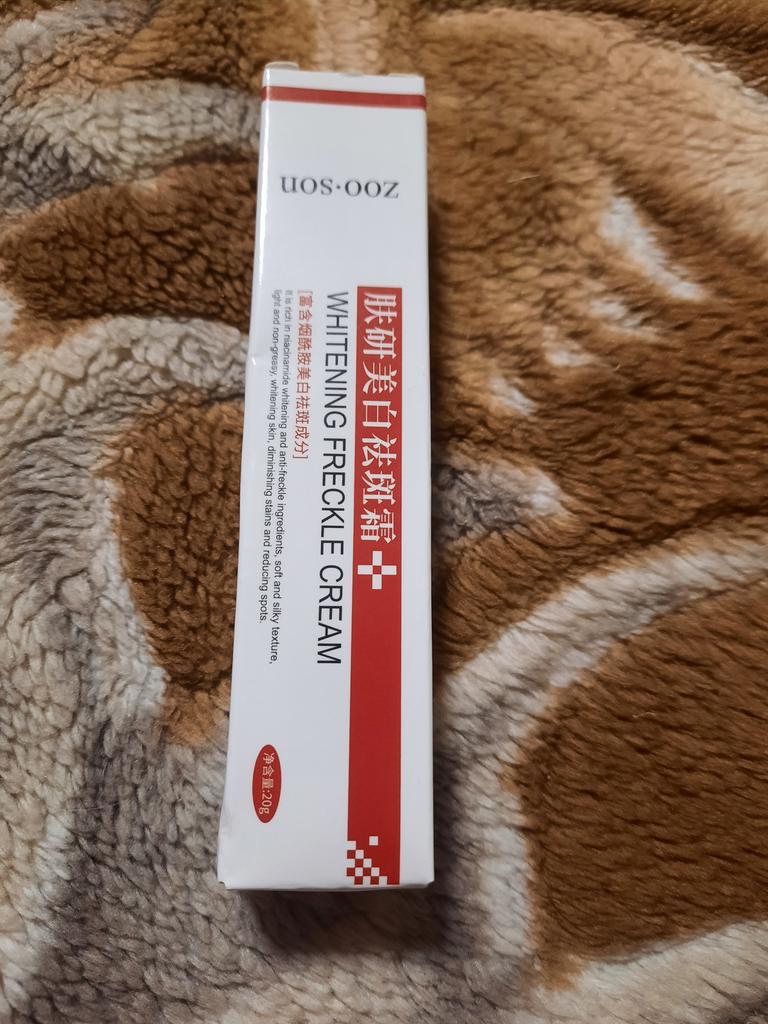 ZOO·SON
肤研美白祛斑霜
WHITENING FRECKLE CREAM
[富含烟酰胺美白祛斑成分]
It is rich in niacinamide whitening and anti-freckle ingredients, soft and silky texture,
light and non-greasy, whitening skin, diminishing stains and reducing spots.
净含量:20g